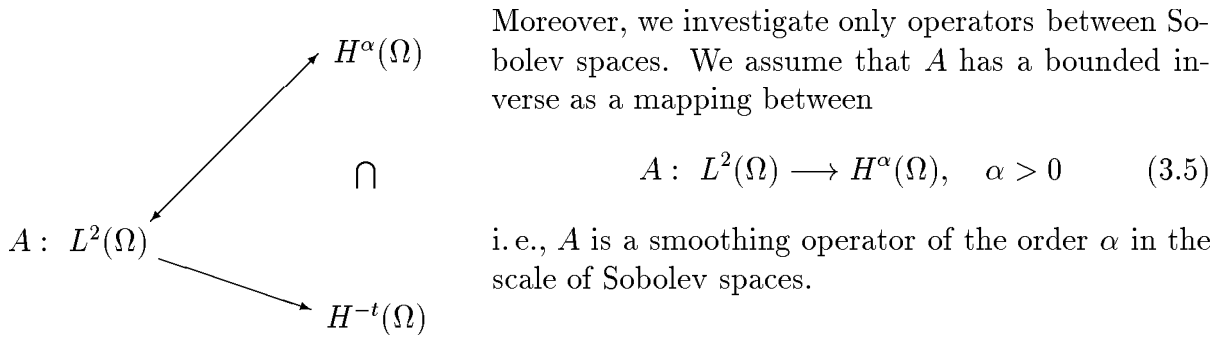 H^α(Ω)
⋂
A : L²(Ω)
H^{-t}(Ω)
Moreover, we investigate only operators between So-
bolev spaces. We assume that A has a bounded in-
verse as a mapping between
A : L²(Ω) ⟶ H^α(Ω), α > 0 (3.5)
i. e., A is a smoothing operator of the order α in the
scale of Sobolev spaces.